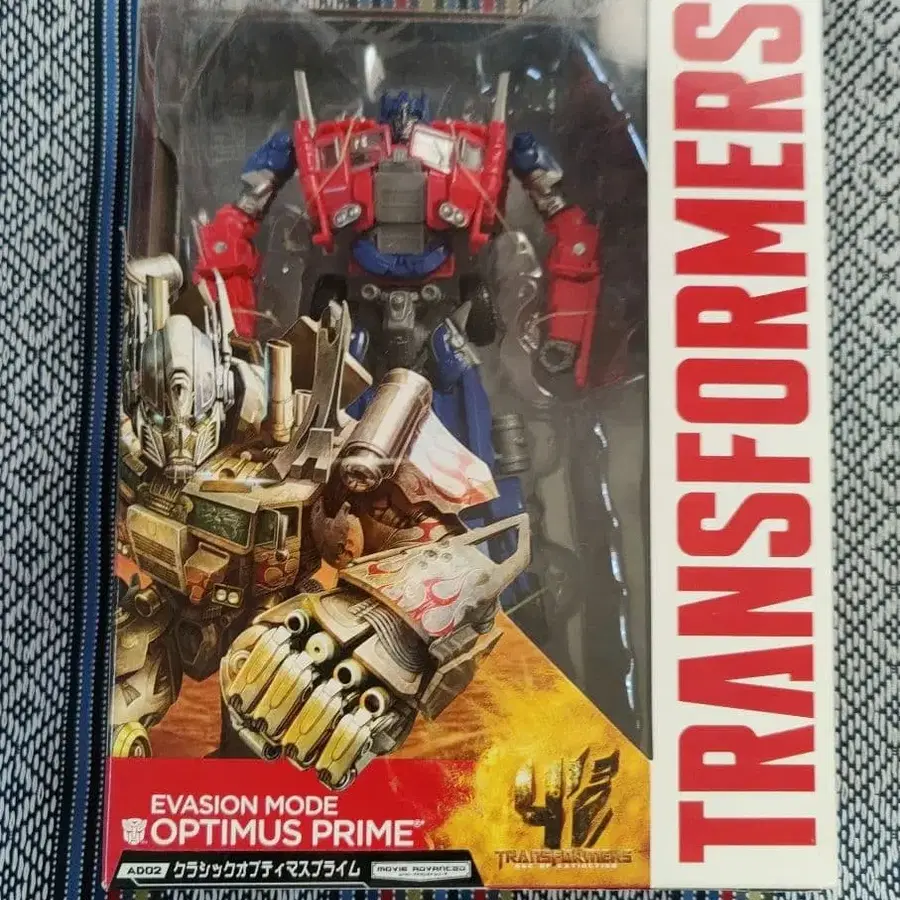 TRANSFORMERS
EVASION MODE
OPTIMUS PRIME
4
TRANSFORMERS
AGE OF EXTINCTION
AD02 クラシックオプティマスプライム MOVIE ADVANCED